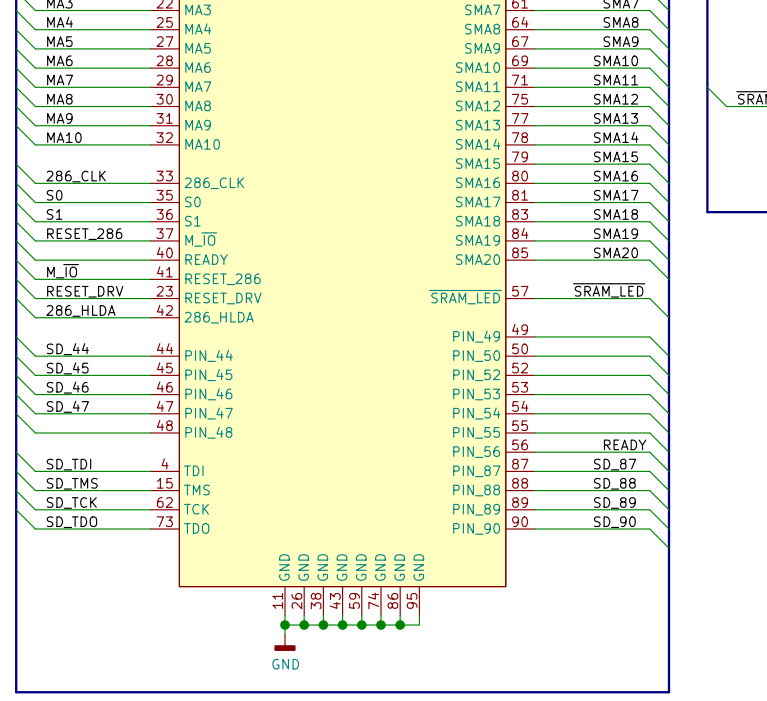 MA3 22 MA3 SMA7 61 SMA7
MA4 25 MA4 SMA8 64 SMA8
MA5 27 MA5 SMA9 67 SMA9
MA6 28 MA6 SMA10 69 SMA10
MA7 29 MA7 SMA11 71 SMA11
MA8 30 MA8 SMA12 75 SMA12
MA9 31 MA9 SMA13 77 SMA13
MA10 32 MA10 SMA14 78 SMA14
SMA15 79 SMA15
286_CLK 33 286_CLK SMA16 80 SMA16
S0 35 S0 SMA17 81 SMA17
S1 36 S1 SMA18 83 SMA18
RESET_286 37 M_IO SMA19 84 SMA19
40 READY SMA20 85 SMA20
M_IO 41 RESET_286
RESET_DRV 23 RESET_DRV SRAM_LED 57 SRAM_LED
286_HLDA 42 286_HLDA
PIN_49 49
SD_44 44 PIN_44 PIN_50 50
SD_45 45 PIN_45 PIN_52 52
SD_46 46 PIN_46 PIN_53 53
SD_47 47 PIN_47 PIN_54 54
48 PIN_48 PIN_55 55
PIN_56 56 READY
SD_TDI 4 TDI PIN_87 87 SD_87
SD_TMS 15 TMS PIN_88 88 SD_88
SD_TCK 62 TCK PIN_89 89 SD_89
SD_TDO 73 TDO PIN_90 90 SD_90
GND GND GND GND GND GND GND GND
11 26 38 43 59 74 86 95
GND